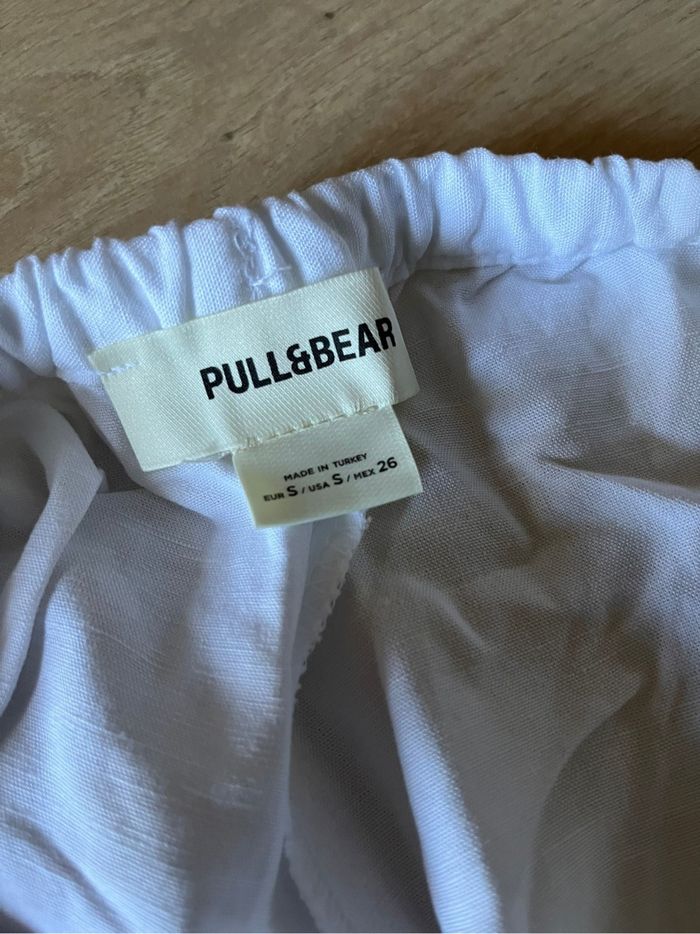 PULL&BEAR
MADE IN TURKEY
EUR S / USA S / MEX 26